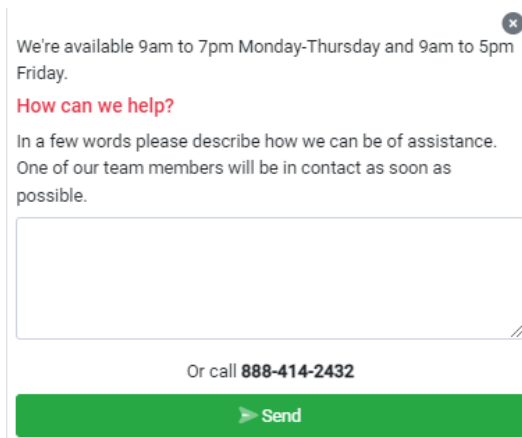 We're available 9am to 7pm Monday-Thursday and 9am to 5pm
Friday.
How can we help?
In a few words please describe how we can be of assistance.
One of our team members will be in contact as soon as
possible.
Or call 888-414-2432
Send